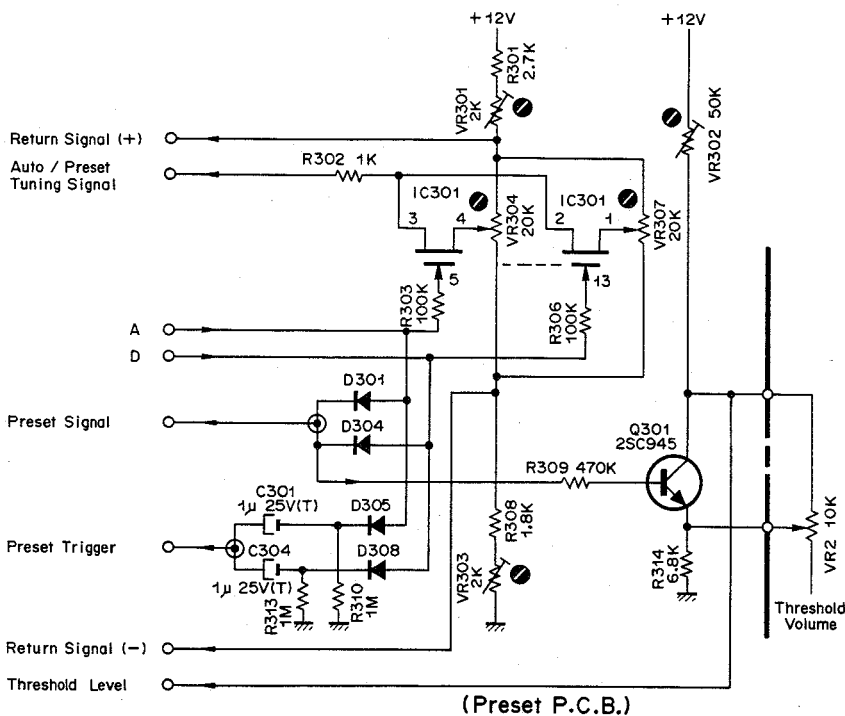 +12V
+12V
R301
2.7K
VR301
2K
VR302 50K
Return Signal (+)
Auto / Preset
Tuning Signal
R302 1K
IC301
IC301
3
4
2
1
VR304
20K
VR307
20K
5
13
R303
100K
R306
100K
A
D
D301
Preset Signal
D304
Q301
2SC945
R309 470K
C301
1μ 25V(T)
D305
R308
1.8K
VR2 10K
Preset Trigger
C304
D308
1μ 25V(T)
R313
1M
R310
1M
VR303
2K
R314
6.8K
Threshold
Volume
Return Signal (−)
Threshold Level
(Preset P.C.B.)